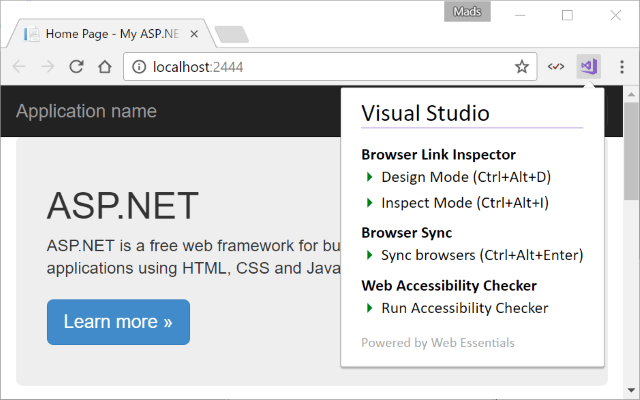 Mads
Home Page - My ASP.NE
localhost:2444
Application name
Visual Studio
Browser Link Inspector
Design Mode (Ctrl+Alt+D)
Inspect Mode (Ctrl+Alt+I)
Browser Sync
Sync browsers (Ctrl+Alt+Enter)
Web Accessibility Checker
Run Accessibility Checker
Powered by Web Essentials
ASP.NET
ASP.NET is a free web framework for bu
applications using HTML, CSS and Java
Learn more »